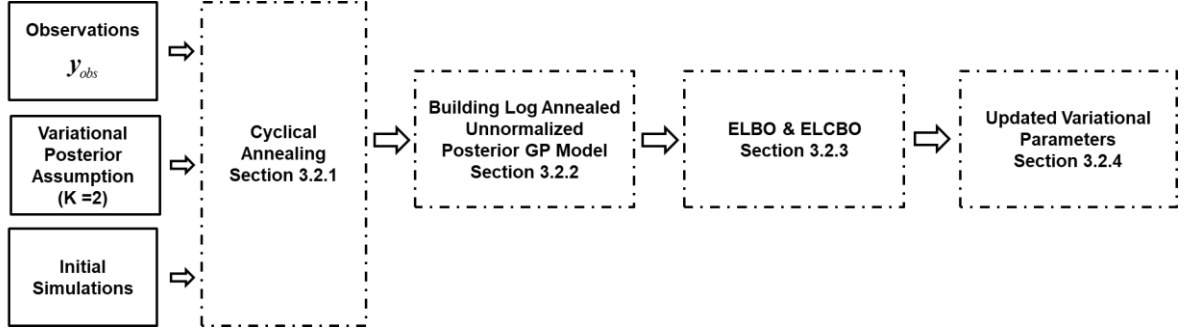 Observations
y_obs
Variational
Posterior
Assumption
(K =2)
Initial
Simulations
Cyclical
Annealing
Section 3.2.1
Building Log Annealed
Unnormalized
Posterior GP Model
Section 3.2.2
ELBO & ELCBO
Section 3.2.3
Updated Variational
Parameters
Section 3.2.4